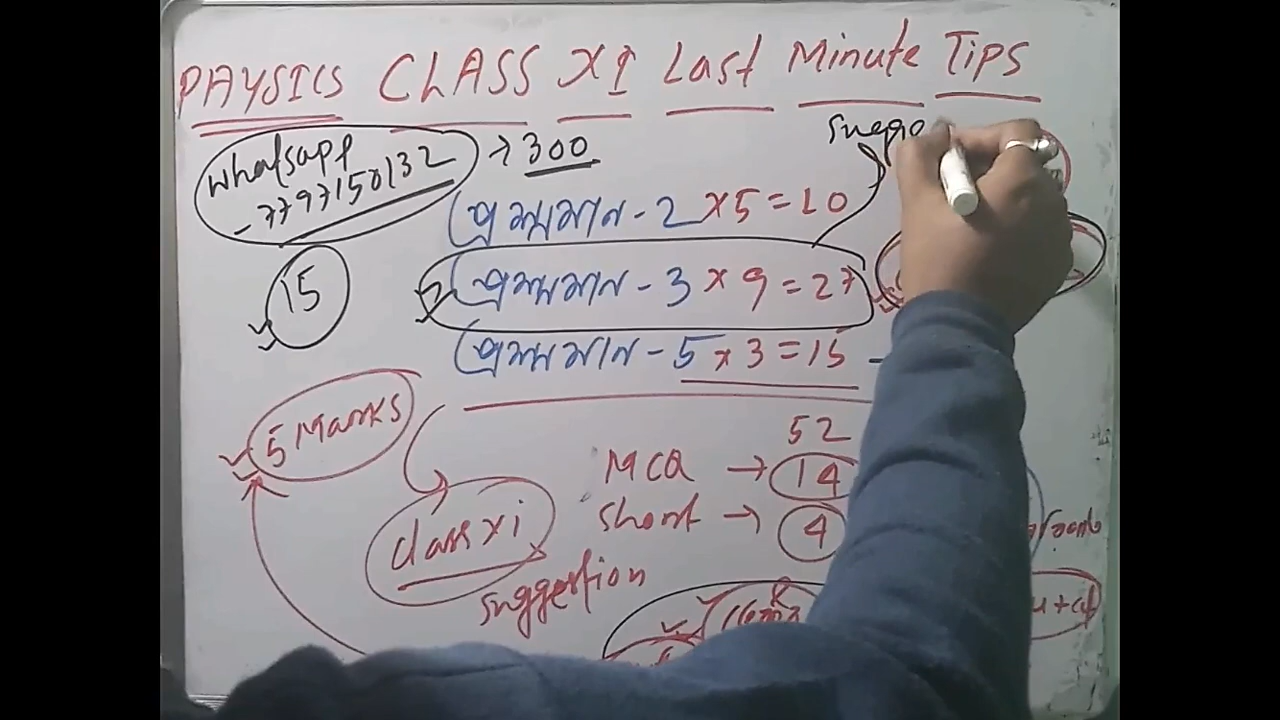 PHYSICS CLASS XI Last Minute Tips
whatsapp
- 7797150132
→ 300
প্রশ্নমান - 2 × 5 = 10
প্রশ্নমান - 3 × 9 = 27
প্রশ্নমান - 5 × 3 = 15
15
5 Marks
class xi
suggestion
52
MCQ → 14
Short → 4